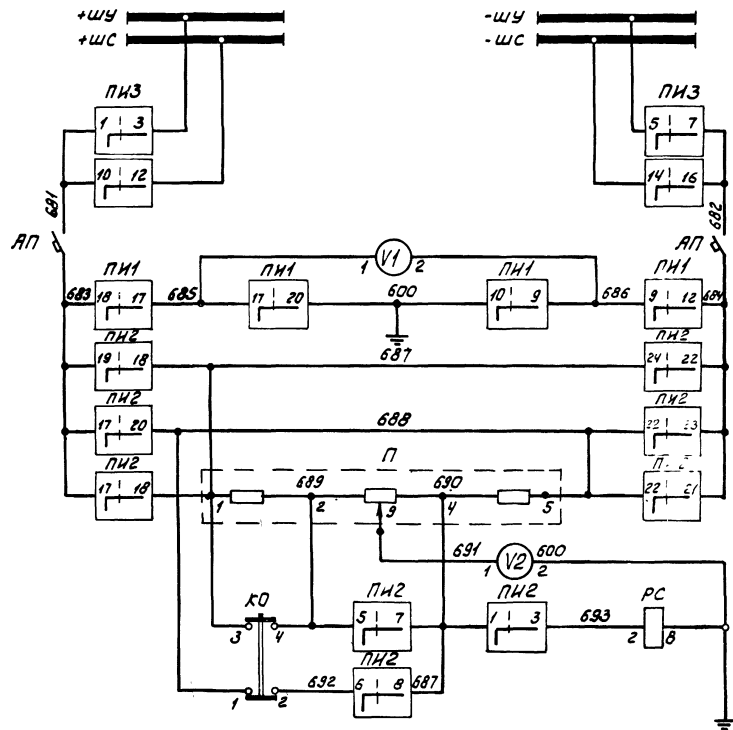 +ШУ
-ШУ
+ШС
-ШС
ПИ3
ПИ3
1 3
5 7
10 12
14 16
681
682
АП
АП
V1
1 2
ПИ1
ПИ1
ПИ1
ПИ1
683
18 17
685
17 20
600
10 9
686
9 12
684
ПИ2
687
ПИ2
19 18
24 22
ПИ2
688
ПИ2
17 20
22 23
ПИ2
П
17 18
1
689
2
9
690
4
5
22 21
691
V2
600
1
2
КО
ПИ2
ПИ2
РС
3 4
5 7
1 3
693
2
8
ПИ2
1 2
692
6 8
687